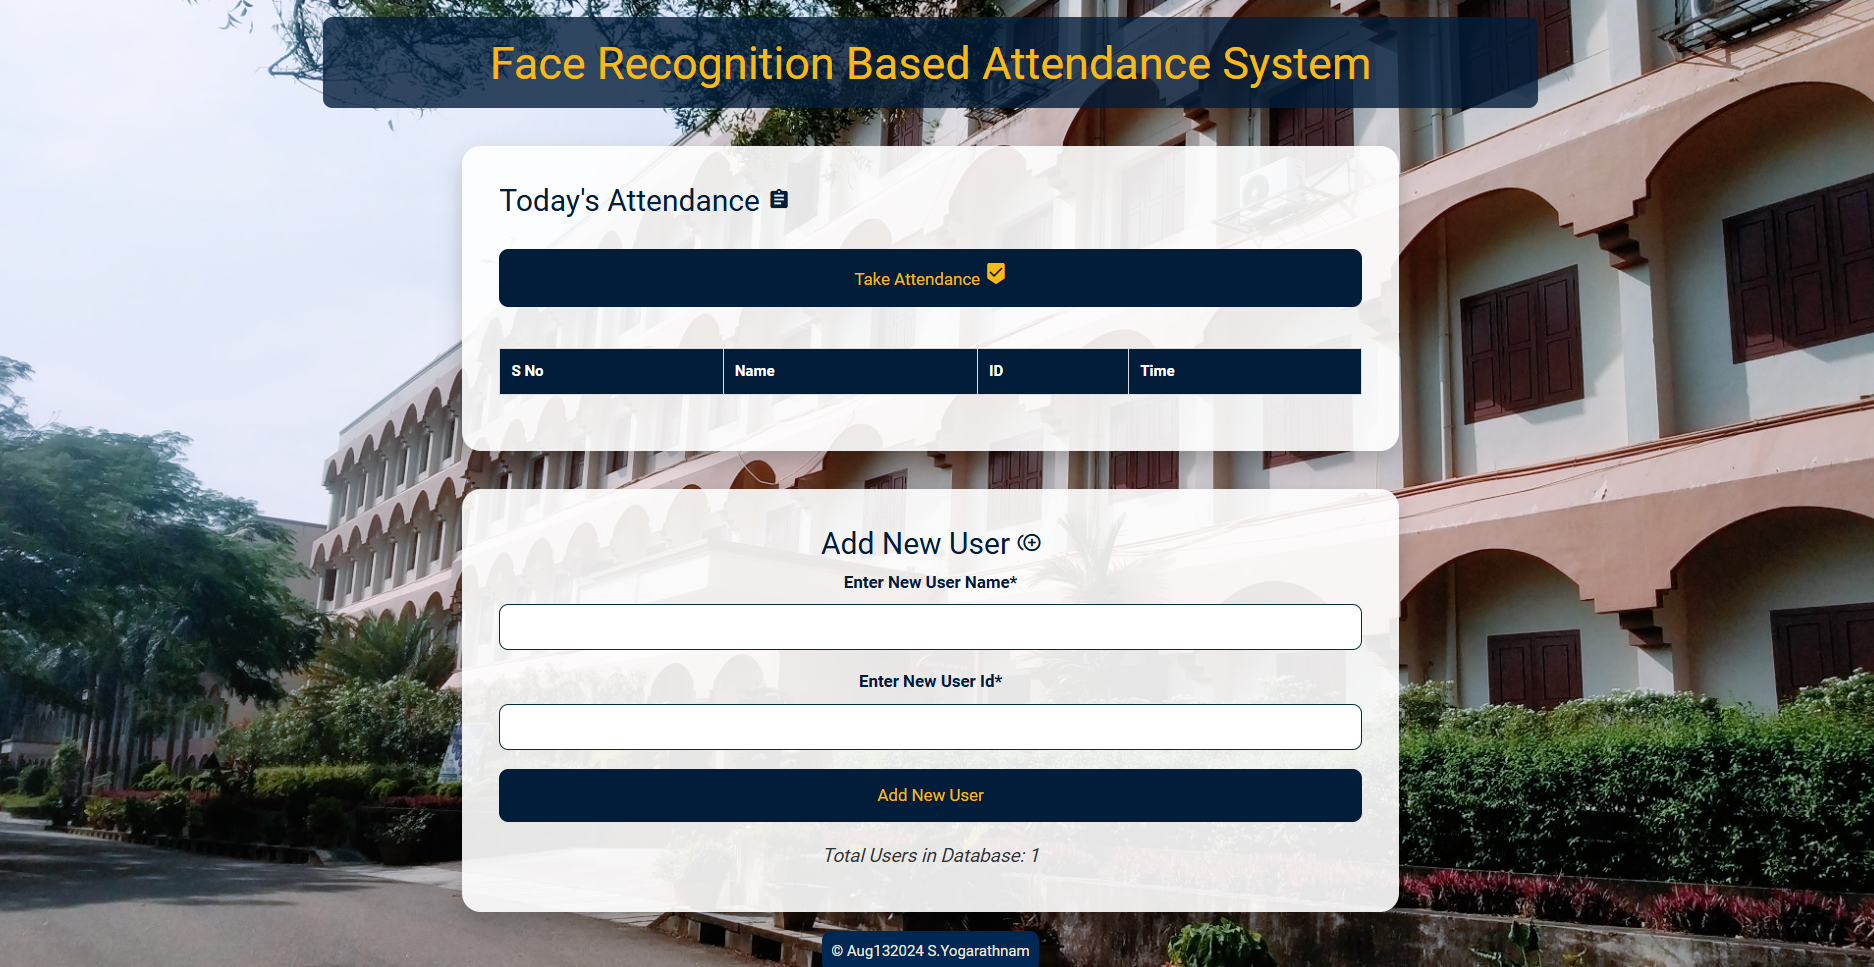 Face Recognition Based Attendance System
Today's Attendance
Take Attendance
S No Name ID Time
Add New User
Enter New User Name*
Enter New User Id*
Add New User
Total Users in Database: 1
© Aug132024 S.Yogarathnam